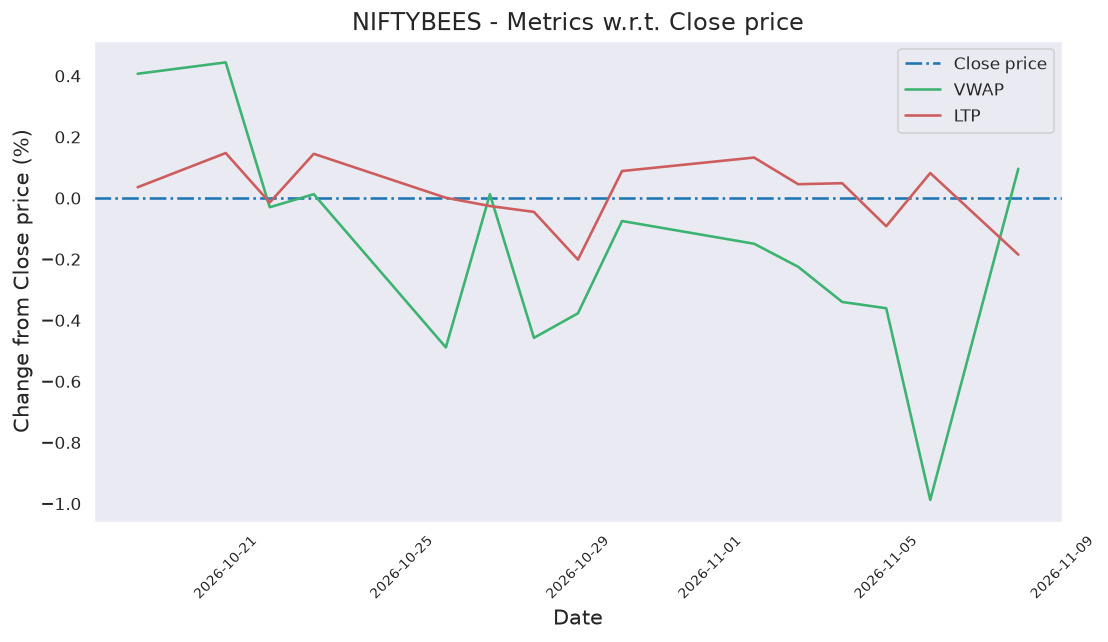 NIFTYBEES - Metrics w.r.t. Close price
Close price
VWAP
LTP
Change from Close price (%)
0.4
0.2
0.0
−0.2
−0.4
−0.6
−0.8
−1.0
2026-10-21
2026-10-25
2026-10-29
2026-11-01
2026-11-05
2026-11-09
Date